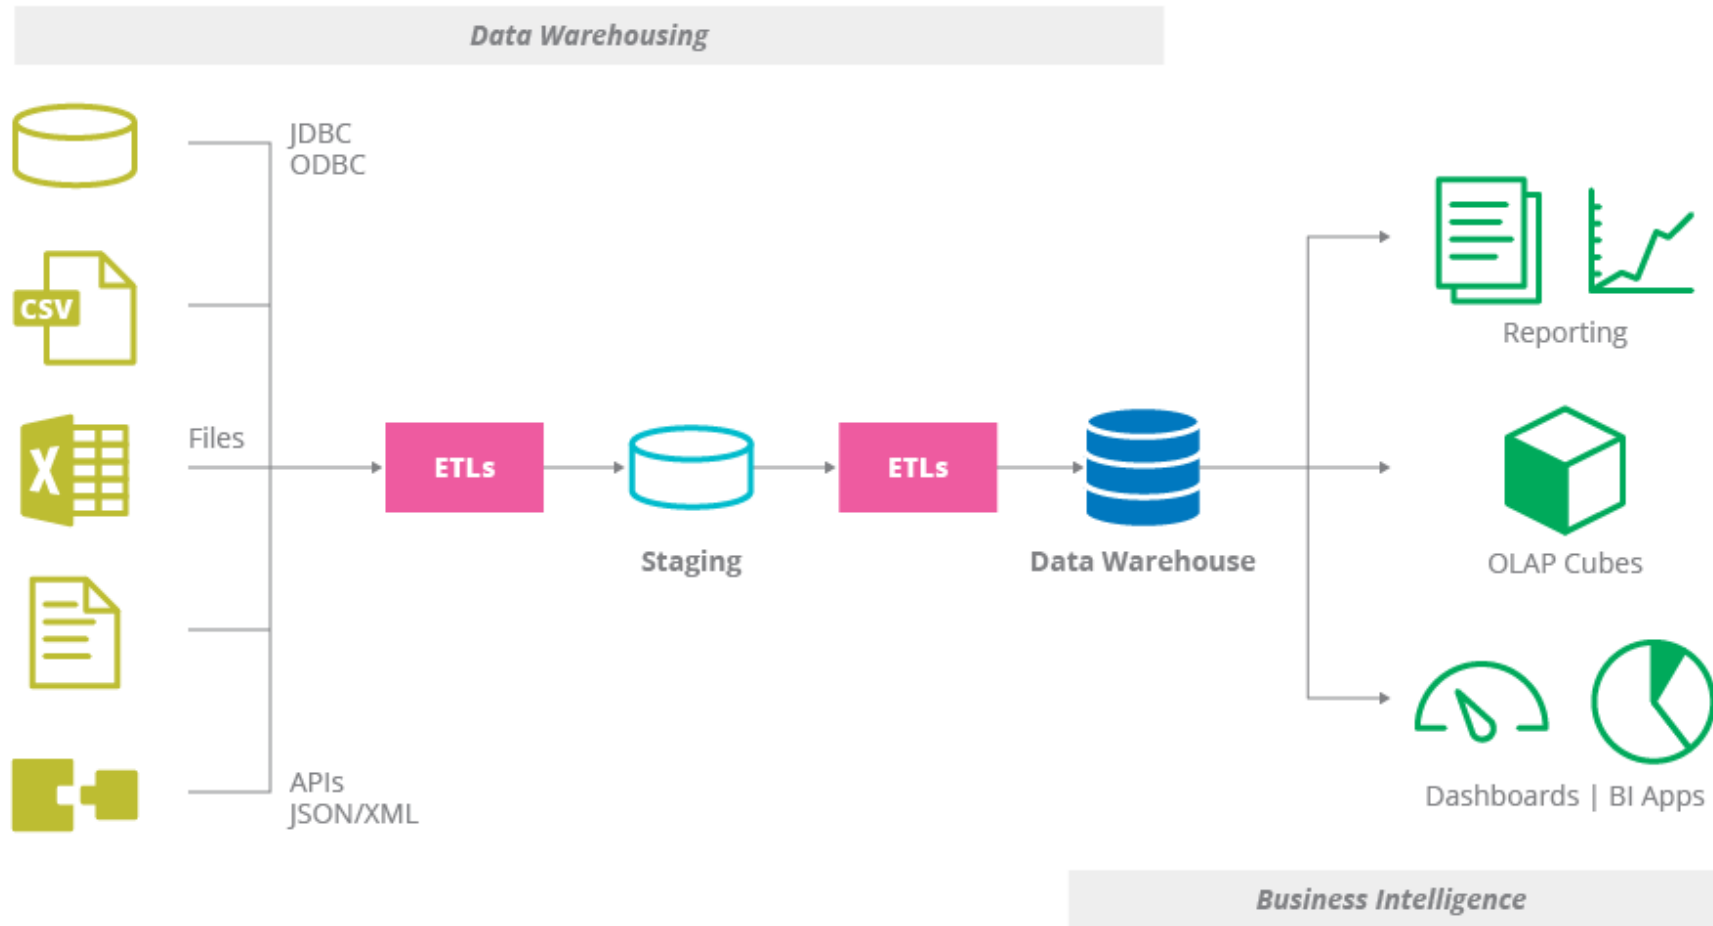 Data Warehousing
JDBC
ODBC
CSV
X
Files
ETLs
Staging
ETLs
Data Warehouse
Reporting
OLAP Cubes
Dashboards | BI Apps
APIs
JSON/XML
Business Intelligence